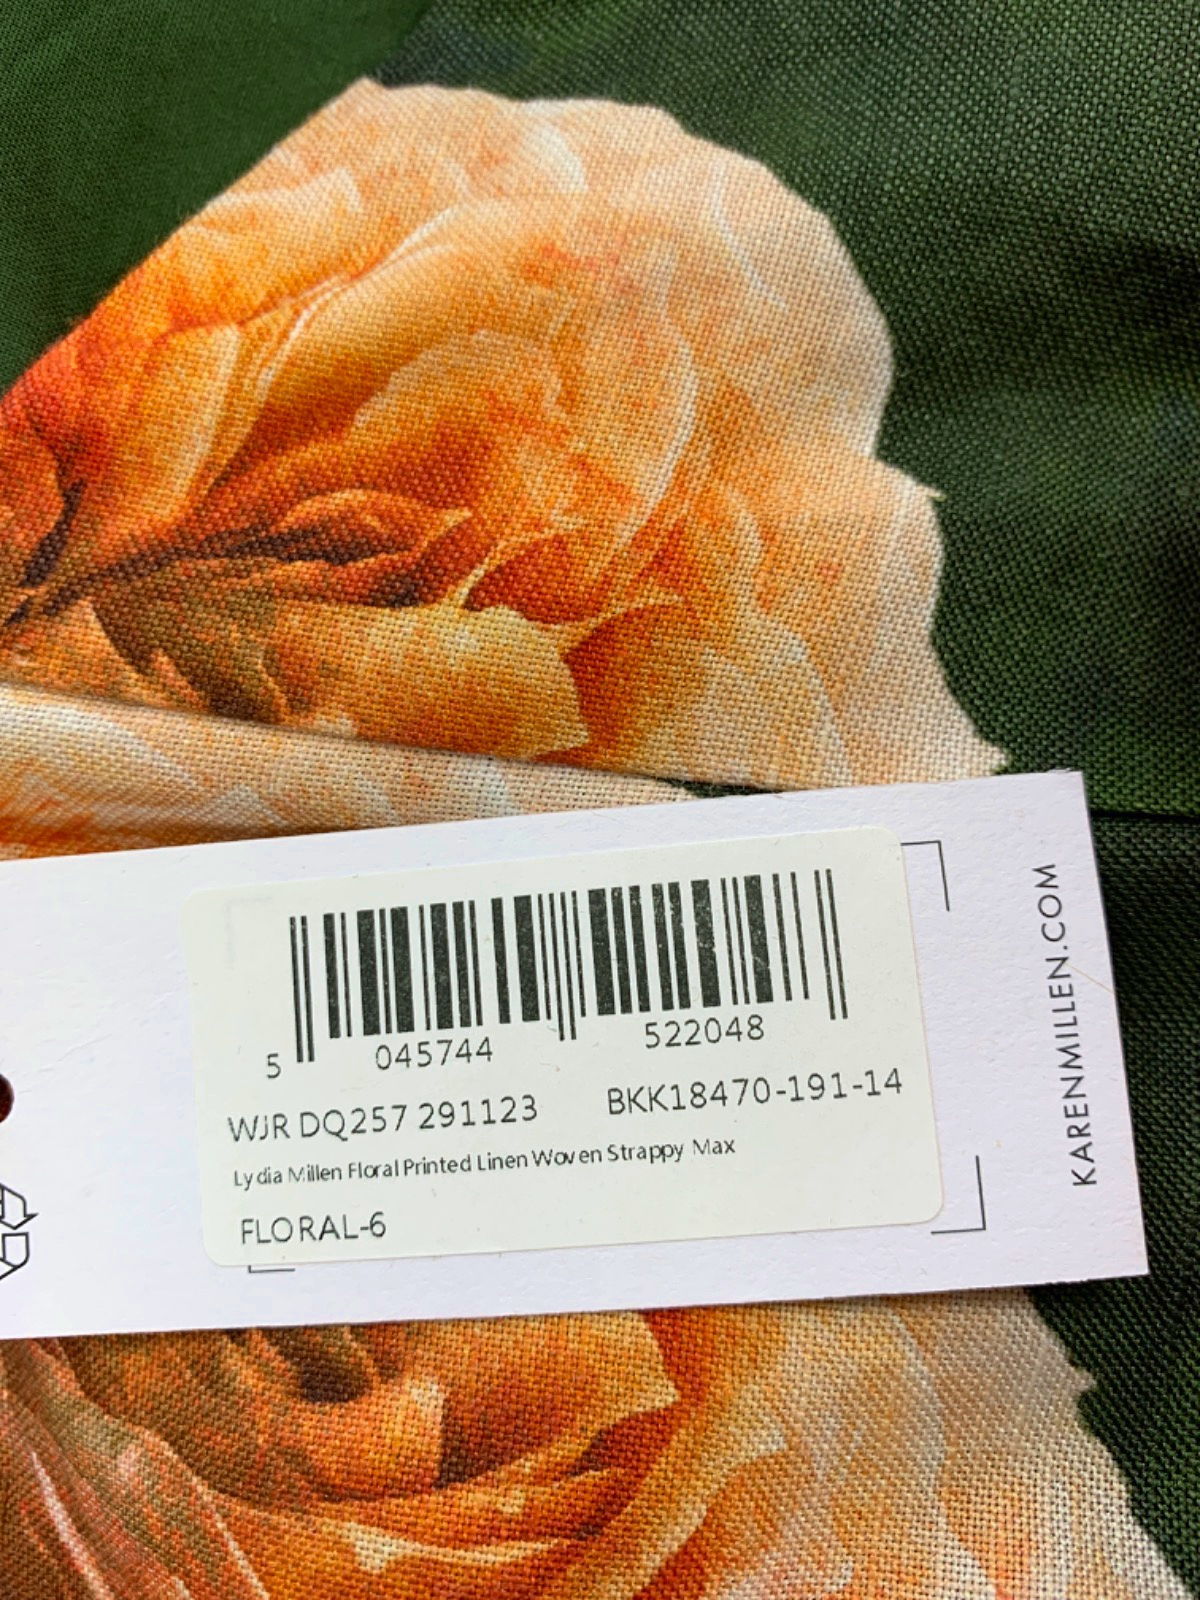 5 045744 522048
WJR DQ257 291123 BKK18470-191-14
Lydia Millen Floral Printed Linen Woven Strappy Max
FLORAL-6
KARENMILLEN.COM